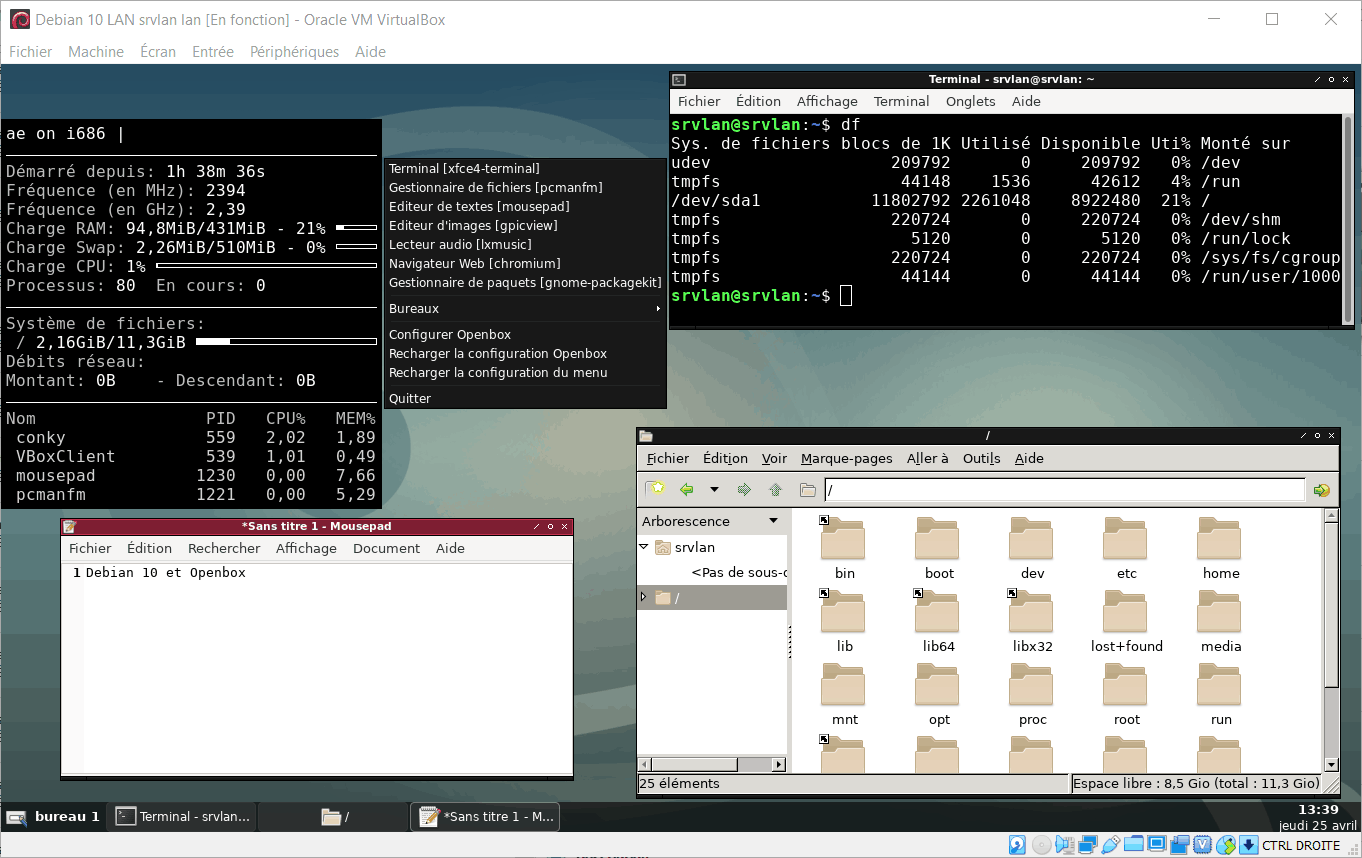 Debian 10 LAN srvlan lan [En fonction] - Oracle VM VirtualBox
Fichier Machine Écran Entrée Périphériques Aide
ae on i686 |
Démarré depuis: 1h 38m 36s
Fréquence (en MHz): 2394
Fréquence (en GHz): 2,39
Charge RAM: 94,8MiB/431MiB - 21%
Charge Swap: 2,26MiB/510MiB - 0%
Charge CPU: 1%
Processus: 80 En cours: 0
Système de fichiers:
/ 2,16GiB/11,3GiB
Débits réseau:
Montant: 0B - Descendant: 0B
Nom PID CPU% MEM%
conky 559 2,02 1,89
VBoxClient 539 1,01 0,49
mousepad 1230 0,00 7,66
pcmanfm 1221 0,00 5,29
Terminal [xfce4-terminal]
Gestionnaire de fichiers [pcmanfm]
Editeur de textes [mousepad]
Editeur d'images [gpicview]
Lecteur audio [lxmusic]
Navigateur Web [chromium]
Gestionnaire de paquets [gnome-packagekit]
Bureaux
Configurer Openbox
Recharger la configuration Openbox
Recharger la configuration du menu
Quitter
Terminal - srvlan@srvlan: ~
Fichier Édition Affichage Terminal Onglets Aide
srvlan@srvlan:~$ df
Sys. de fichiers blocs de 1K Utilisé Disponible Uti% Monté sur
udev 209792 0 209792 0% /dev
tmpfs 44148 1536 42612 4% /run
/dev/sda1 11802792 2261048 8922480 21% /
tmpfs 220724 0 220724 0% /dev/shm
tmpfs 5120 0 5120 0% /run/lock
tmpfs 220724 0 220724 0% /sys/fs/cgroup
tmpfs 44144 0 44144 0% /run/user/1000
srvlan@srvlan:~$
*Sans titre 1 - Mousepad
Fichier Édition Rechercher Affichage Document Aide
1 Debian 10 et Openbox
/
Fichier Édition Voir Marque-pages Aller à Outils Aide
/
Arborescence
srvlan
<Pas de sous-d
/
bin boot dev etc home
lib lib64 libx32 lost+found media
mnt opt proc root run
25 éléments
Espace libre : 8,5 Gio (total : 11,3 Gio)
bureau 1
Terminal - srvlan...
/
*Sans titre 1 - M...
13:39
jeudi 25 avril
CTRL DROITE